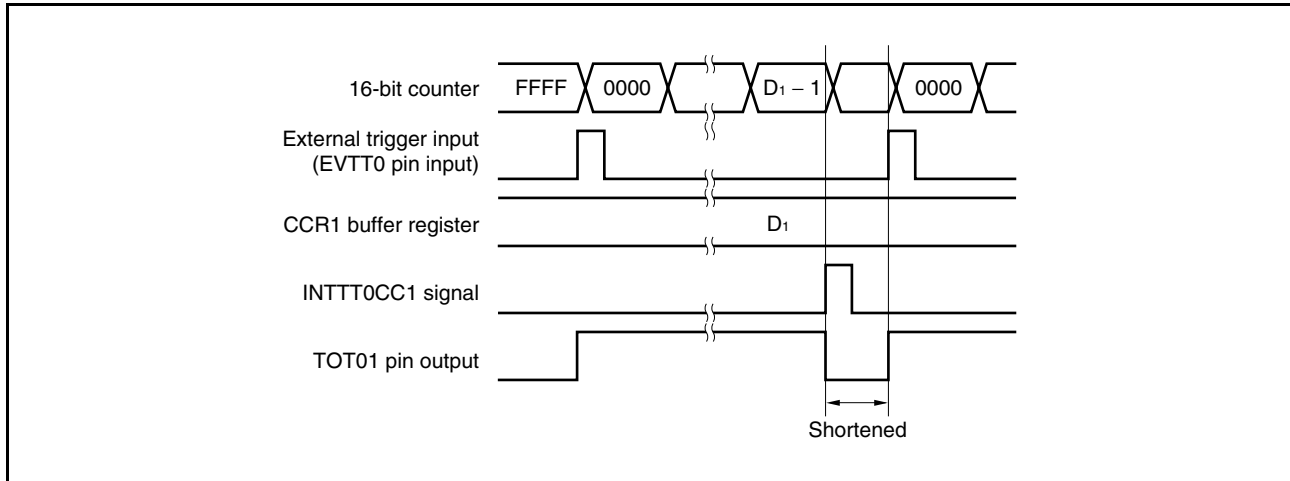 16-bit counter FFFF 0000 D1 – 1 0000
External trigger input
(EVTT0 pin input)
CCR1 buffer register D1
INTTT0CC1 signal
TOT01 pin output
Shortened